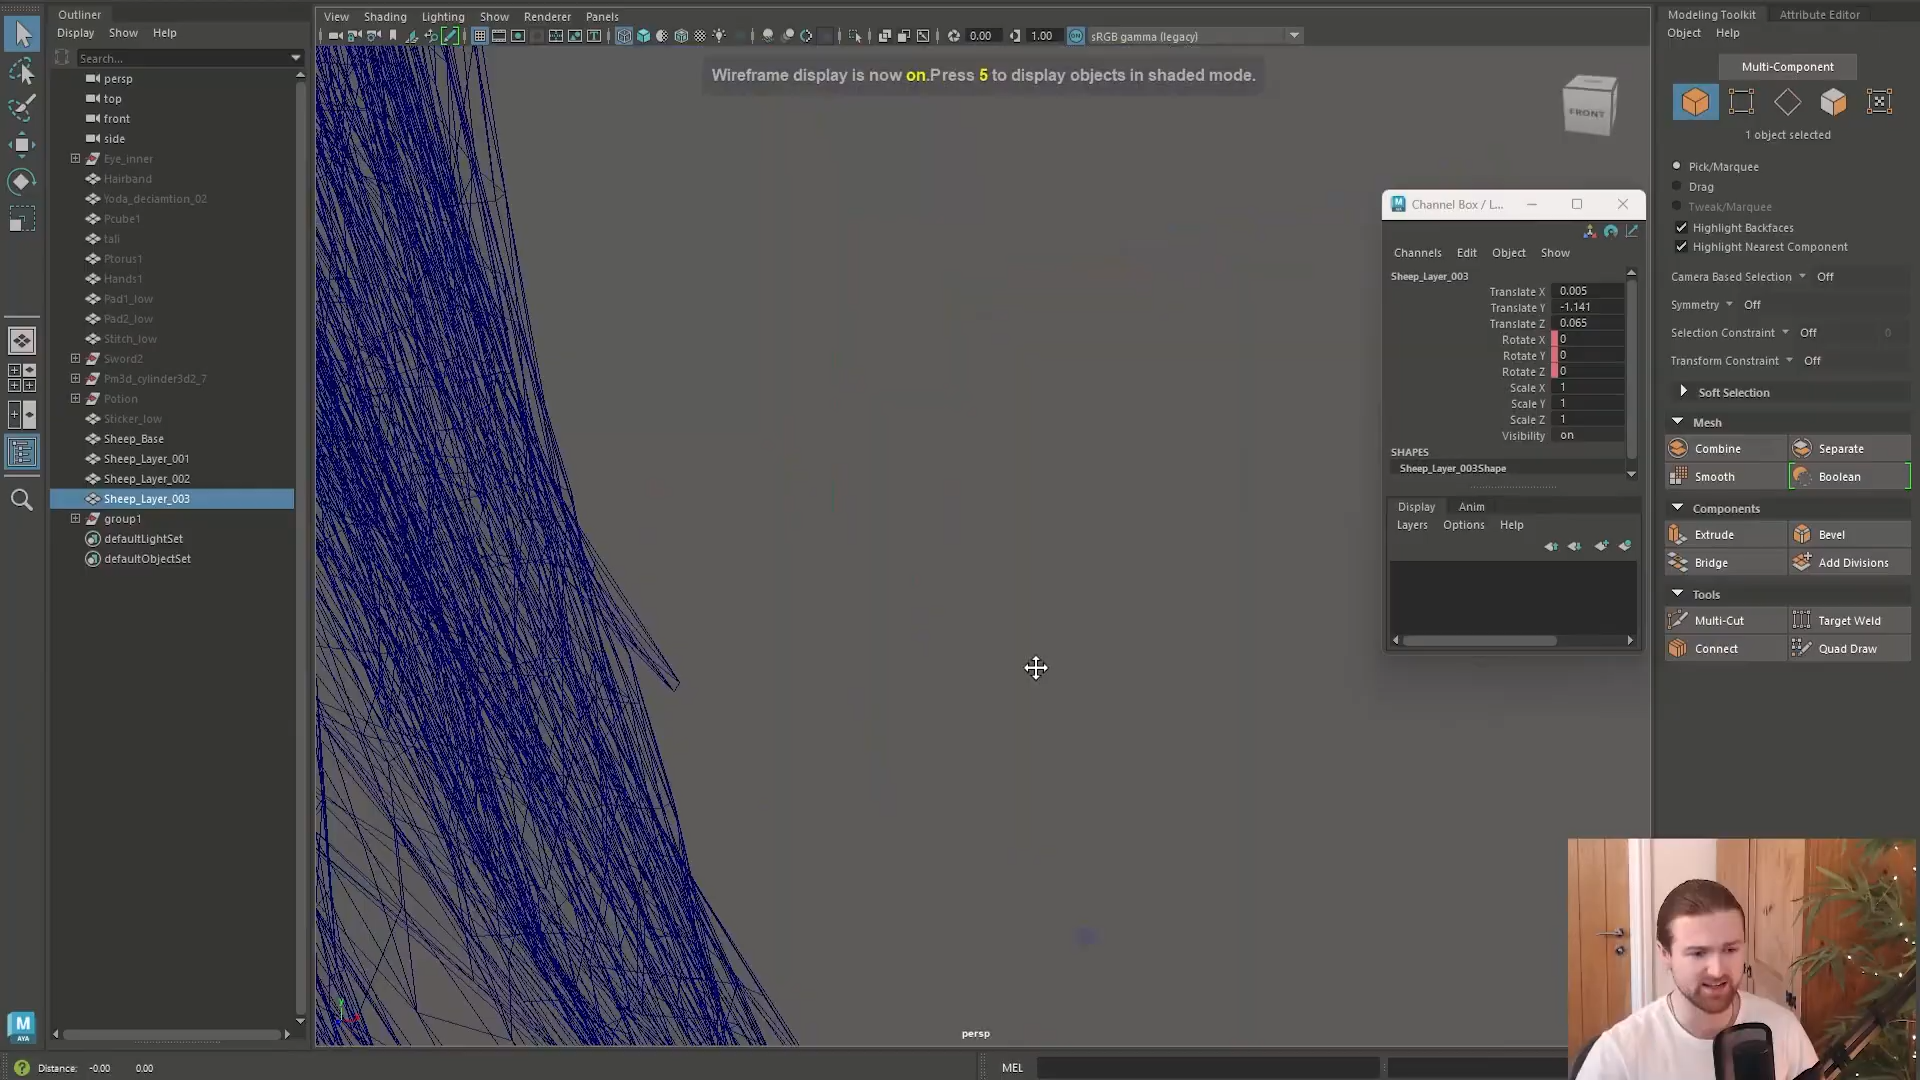 Outliner
Display Show Help
Search...
persp
top
front
side
Eye_inner
Hairband
Yoda_deciamtion_02
Pcube1
tali
Ptorus1
Hands1
Pad1_low
Pad2_low
Stitch_low
Sword2
Pm3d_cylinder3d2_7
Potion
Sticker_low
Sheep_Base
Sheep_Layer_001
Sheep_Layer_002
Sheep_Layer_003
group1
defaultLightSet
defaultObjectSet
View Shading Lighting Show Renderer Panels
0.00 1.00 ON sRGB gamma (legacy)
Wireframe display is now on.Press 5 to display objects in shaded mode.
FRONT
persp
Channel Box / L...
Channels Edit Object Show
Sheep_Layer_003
Translate X 0.005
Translate Y -1.141
Translate Z 0.065
Rotate X 0
Rotate Y 0
Rotate Z 0
Scale X 1
Scale Y 1
Scale Z 1
Visibility on
SHAPES
Sheep_Layer_003Shape
Display Anim
Layers Options Help
Modeling Toolkit Attribute Editor
Object Help
Multi-Component
1 object selected
Pick/Marquee
Drag
Tweak/Marquee
Highlight Backfaces
Highlight Nearest Component
Camera Based Selection Off
Symmetry Off
Selection Constraint Off 0
Transform Constraint Off
Soft Selection
Mesh
Combine Separate
Smooth Boolean
Components
Extrude Bevel
Bridge Add Divisions
Tools
Multi-Cut Target Weld
Connect Quad Draw
M
AYA
Distance: -0.00 0.00
MEL